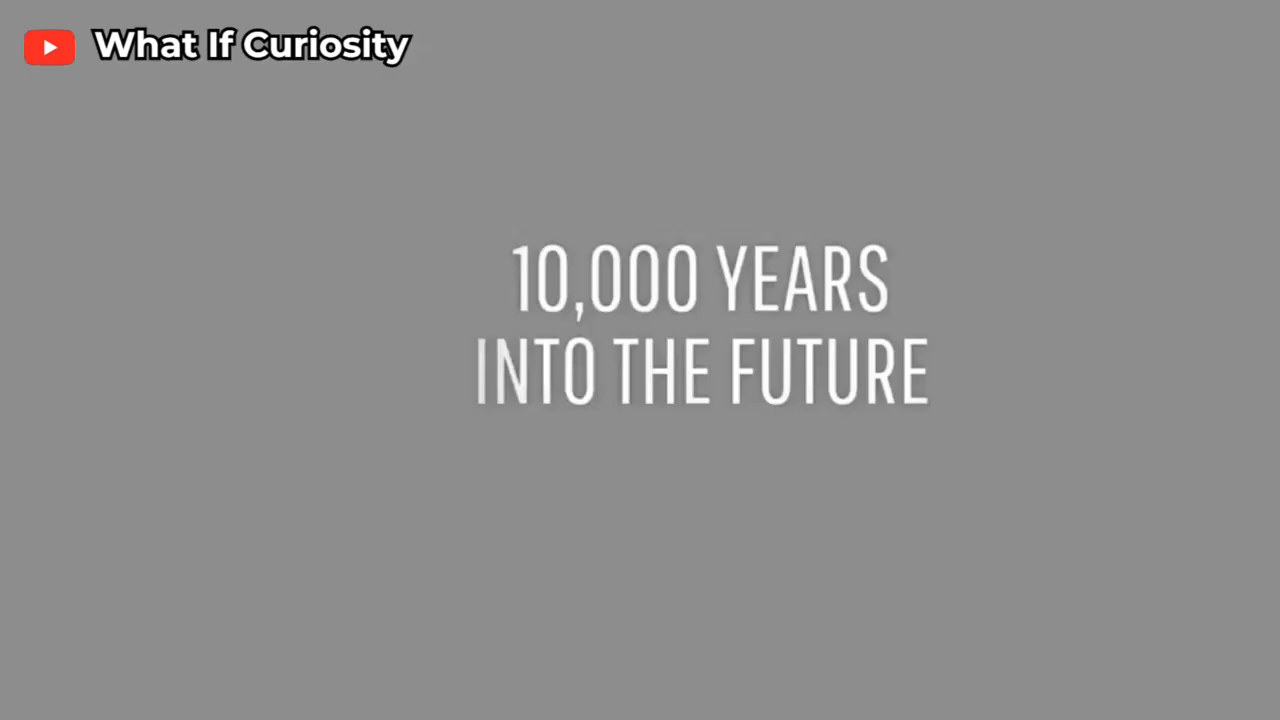 What If Curiosity
10,000 YEARS
INTO THE FUTURE